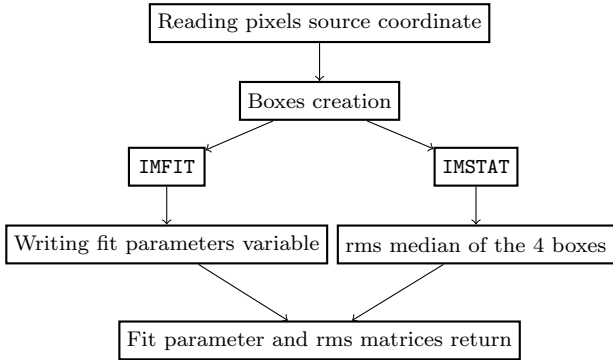 Reading pixels source coordinate
Boxes creation
IMFIT
IMSTAT
Writing fit parameters variable
rms median of the 4 boxes
Fit parameter and rms matrices return